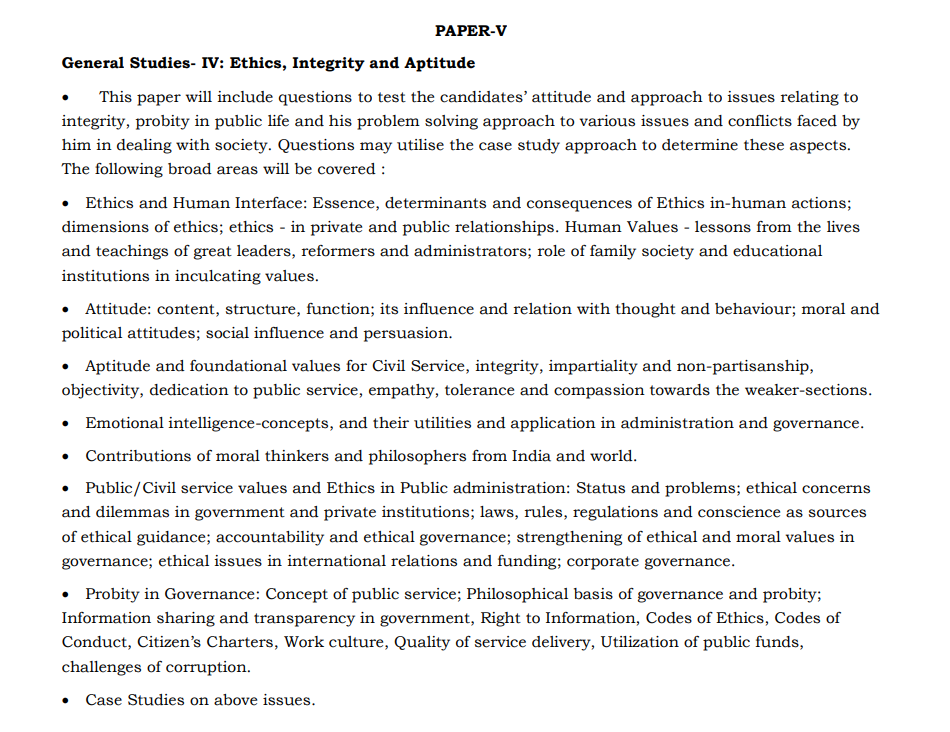 PAPER-V
General Studies- IV: Ethics, Integrity and Aptitude
• This paper will include questions to test the candidates’ attitude and approach to issues relating to
integrity, probity in public life and his problem solving approach to various issues and conflicts faced by
him in dealing with society. Questions may utilise the case study approach to determine these aspects.
The following broad areas will be covered :
• Ethics and Human Interface: Essence, determinants and consequences of Ethics in-human actions;
dimensions of ethics; ethics - in private and public relationships. Human Values - lessons from the lives
and teachings of great leaders, reformers and administrators; role of family society and educational
institutions in inculcating values.
• Attitude: content, structure, function; its influence and relation with thought and behaviour; moral and
political attitudes; social influence and persuasion.
• Aptitude and foundational values for Civil Service, integrity, impartiality and non-partisanship,
objectivity, dedication to public service, empathy, tolerance and compassion towards the weaker-sections.
• Emotional intelligence-concepts, and their utilities and application in administration and governance.
• Contributions of moral thinkers and philosophers from India and world.
• Public/Civil service values and Ethics in Public administration: Status and problems; ethical concerns
and dilemmas in government and private institutions; laws, rules, regulations and conscience as sources
of ethical guidance; accountability and ethical governance; strengthening of ethical and moral values in
governance; ethical issues in international relations and funding; corporate governance.
• Probity in Governance: Concept of public service; Philosophical basis of governance and probity;
Information sharing and transparency in government, Right to Information, Codes of Ethics, Codes of
Conduct, Citizen’s Charters, Work culture, Quality of service delivery, Utilization of public funds,
challenges of corruption.
• Case Studies on above issues.